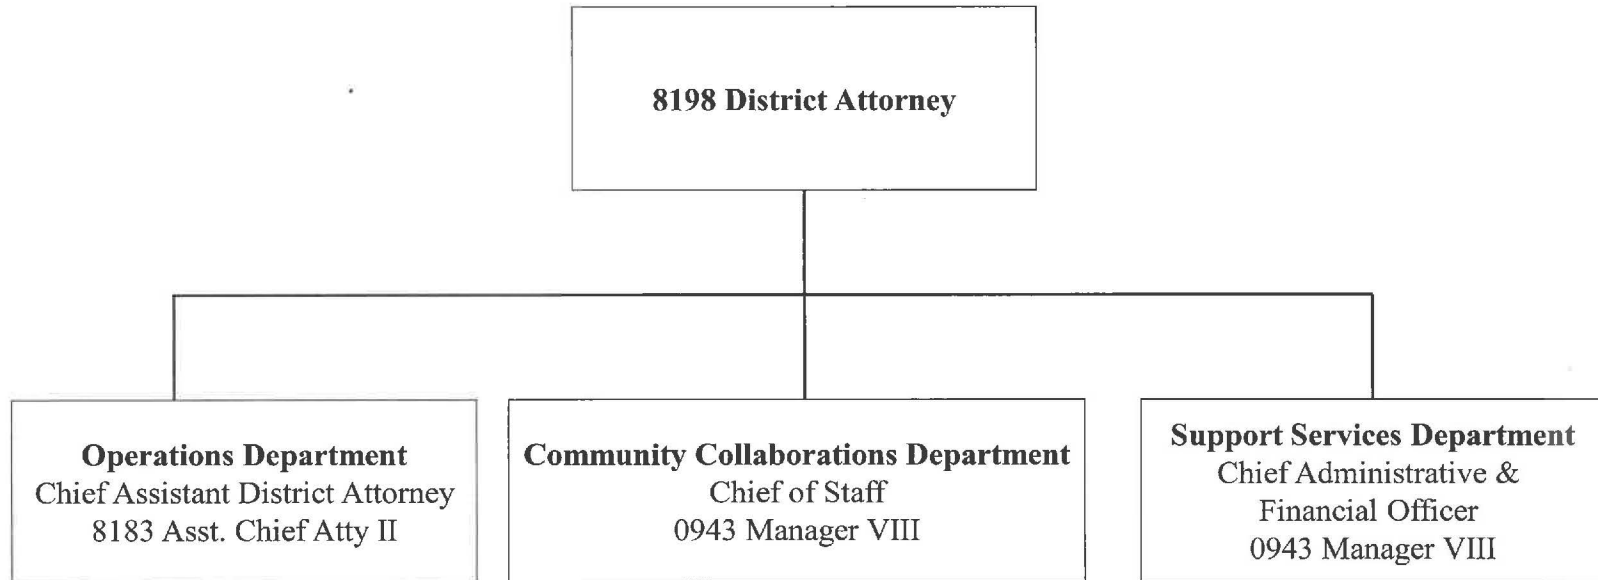 8198 District Attorney
Operations Department
Chief Assistant District Attorney
8183 Asst. Chief Atty II
Community Collaborations Department
Chief of Staff
0943 Manager VIII
Support Services Department
Chief Administrative &
Financial Officer
0943 Manager VIII